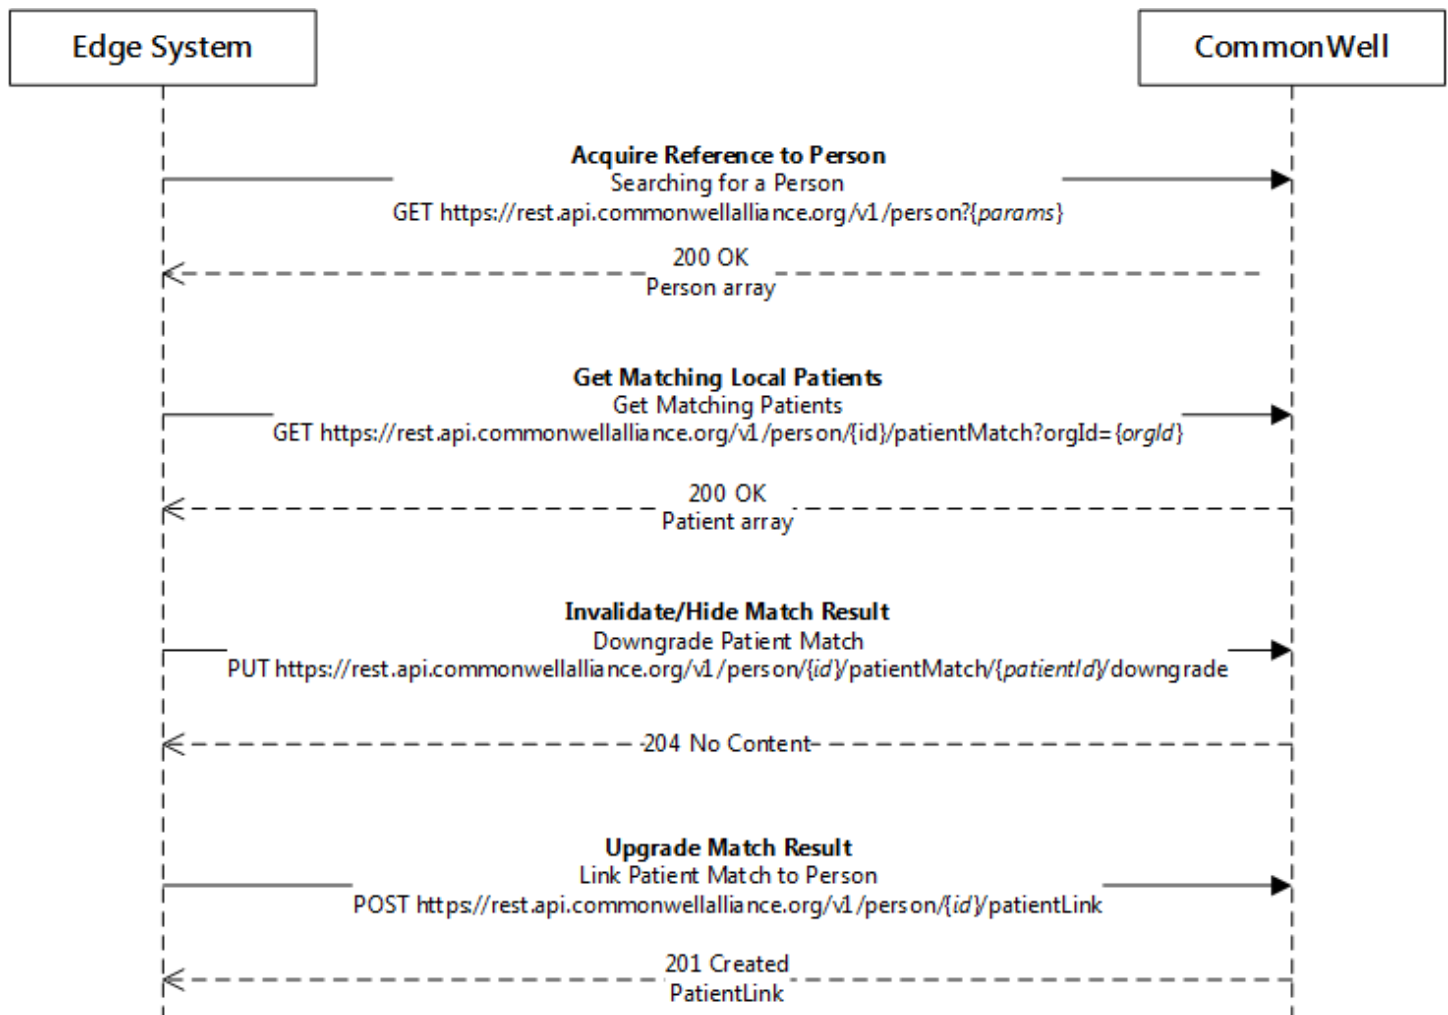 Edge System
CommonWell
Acquire Reference to Person
Searching for a Person
GET https://rest.api.commonwellalliance.org/v1/person?{params}
200 OK
Person array
Get Matching Local Patients
Get Matching Patients
GET https://rest.api.commonwellalliance.org/v1/person/{id}/patientMatch?orgId={orgId}
200 OK
Patient array
Invalidate/Hide Match Result
Downgrade Patient Match
PUT https://rest.api.commonwellalliance.org/v1/person/{id}/patientMatch/{patientId}/downgrade
204 No Content
Upgrade Match Result
Link Patient Match to Person
POST https://rest.api.commonwellalliance.org/v1/person/{id}/patientLink
201 Created
PatientLink